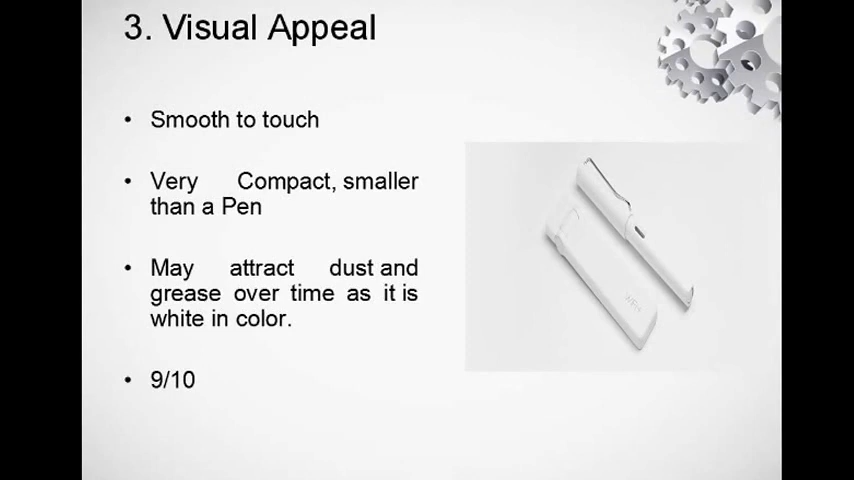 3. Visual Appeal
• Smooth to touch
• Very Compact, smaller
than a Pen
• May attract dust and
grease over time as it is
white in color.
• 9/10